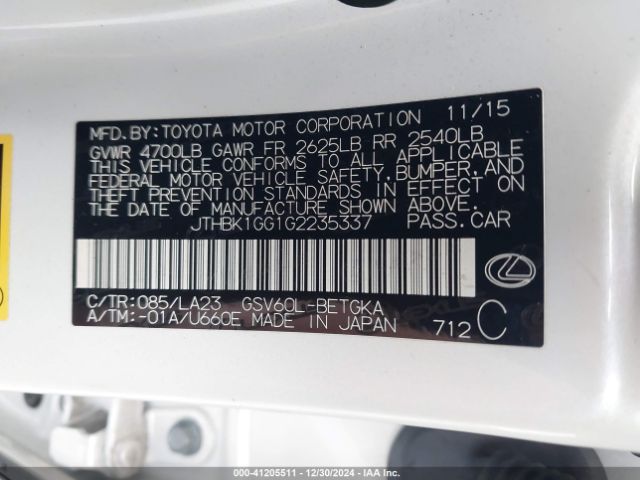 MFD.BY:TOYOTA MOTOR CORPORATION 11/15
GVWR 4700LB GAWR FR 2625LB RR 2540LB
THIS VEHICLE CONFORMS TO ALL APPLICABLE
FEDERAL MOTOR VEHICLE SAFETY,BUMPER,AND
THEFT PREVENTION STANDARDS IN EFFECT ON
THE DATE OF MANUFACTURE SHOWN ABOVE.
JTHBK1GG1G2235337 PASS.CAR
C/TR:085/LA23 GSV60L-BETGKA
A/TM:-01A/U660E MADE IN JAPAN 712 C
000-41205511 - 12/30/2024 - IAA Inc.